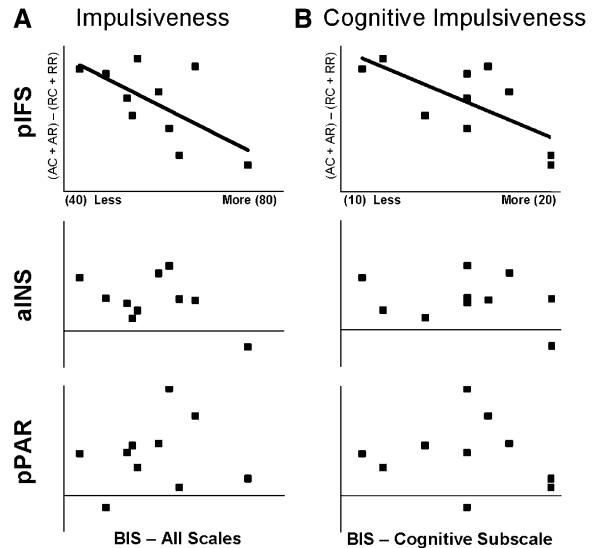 A Impulsiveness
B Cognitive Impulsiveness
pIFS
(AC + AR) – (RC + RR)
(AC + AR) – (RC + RR)
(40) Less More (80)
(10) Less More (20)
aINS
pPAR
BIS – All Scales
BIS – Cognitive Subscale